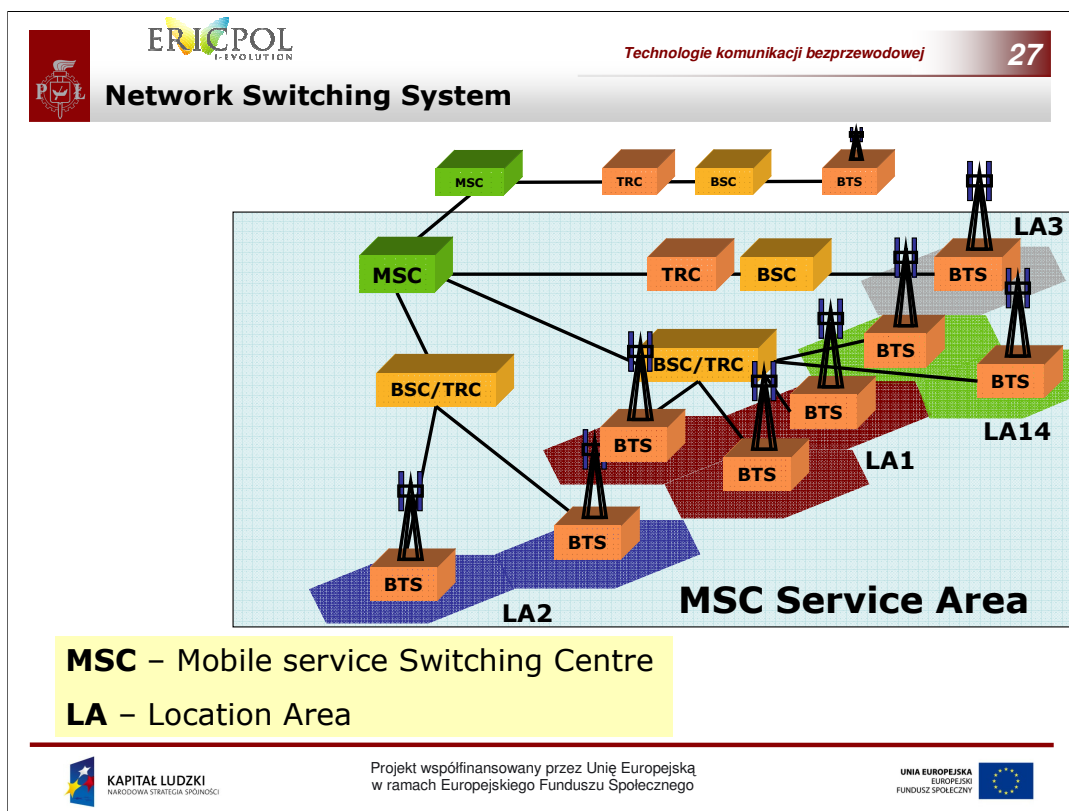 ERICPOL
I-EVOLUTION
Technologie komunikacji bezprzewodowej
27
P Ł
Network Switching System
MSC
TRC
BSC
BTS
LA3
MSC
TRC
BSC
BTS
BTS
BSC/TRC
BSC/TRC
BTS
BTS
LA14
BTS
LA1
BTS
BTS
BTS
LA2
MSC Service Area
MSC – Mobile service Switching Centre
LA – Location Area
KAPITAŁ LUDZKI
NARODOWA STRATEGIA SPÓJNOŚCI
Projekt współfinansowany przez Unię Europejską
w ramach Europejskiego Funduszu Społecznego
UNIA EUROPEJSKA
EUROPEJSKI
FUNDUSZ SPOŁECZNY